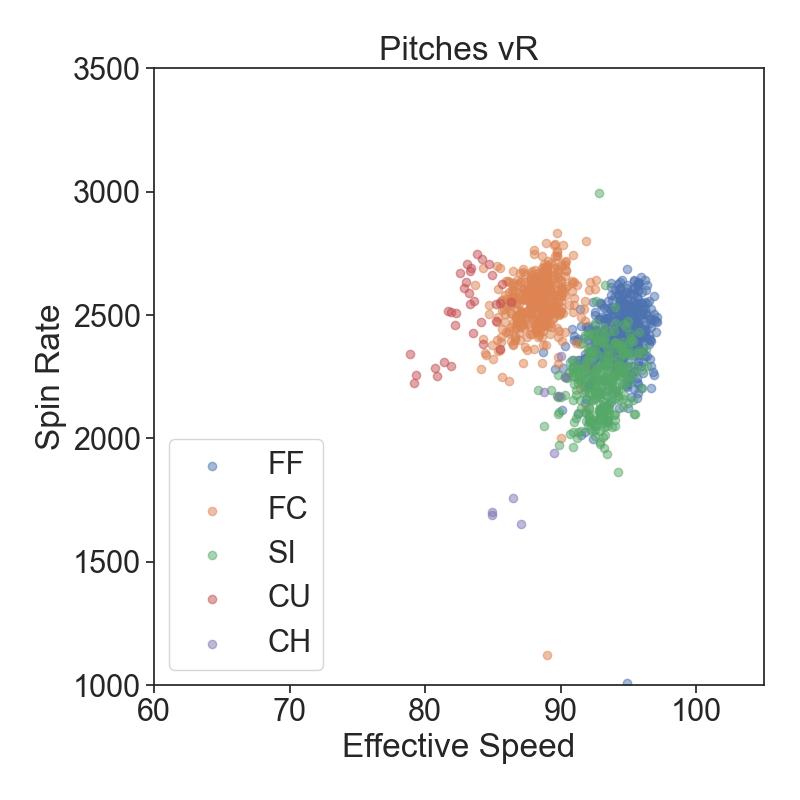 Pitches vR
3500
3000
2500
2000
1500
1000
Spin Rate
FF
FC
SI
CU
CH
60 70 80 90 100
Effective Speed